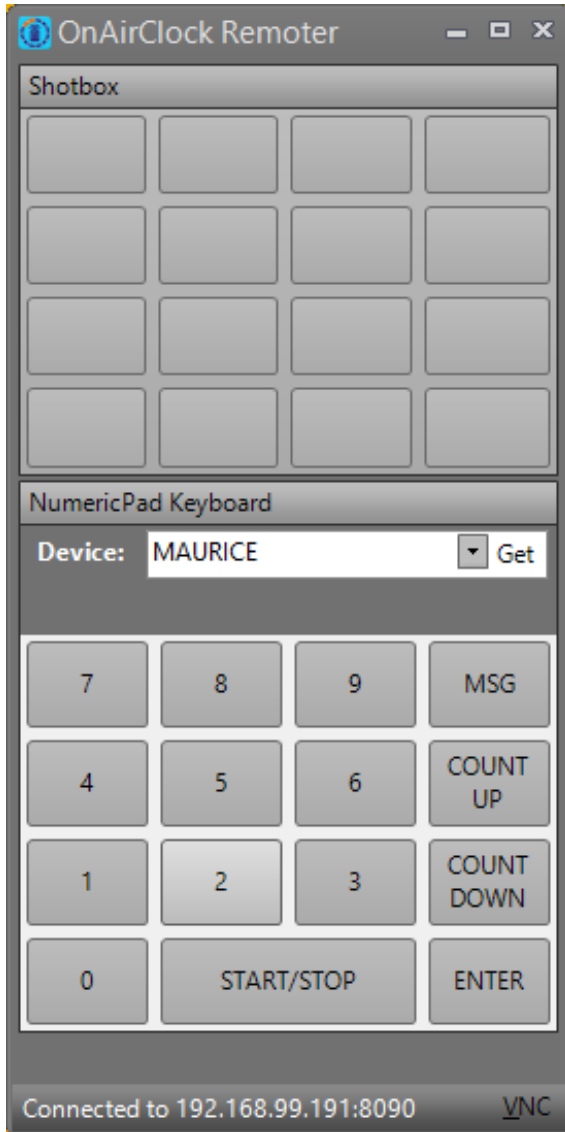 OnAirClock Remoter
Shotbox
NumericPad Keyboard
Device: MAURICE Get
7 8 9 MSG
4 5 6 COUNT UP
1 2 3 COUNT DOWN
0 START/STOP ENTER
Connected to 192.168.99.191:8090 VNC